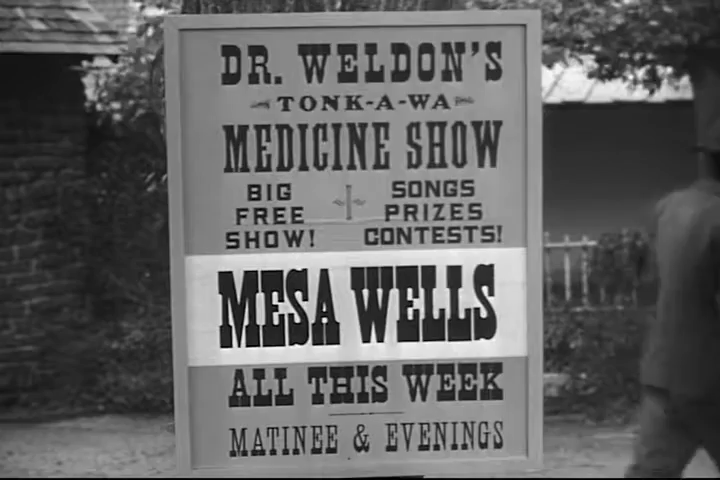 DR. WELDON'S
TONK-A-WA
MEDICINE SHOW
BIG FREE SHOW!
SONGS PRIZES CONTESTS!
MESA WELLS
ALL THIS WEEK
MATINEE & EVENINGS